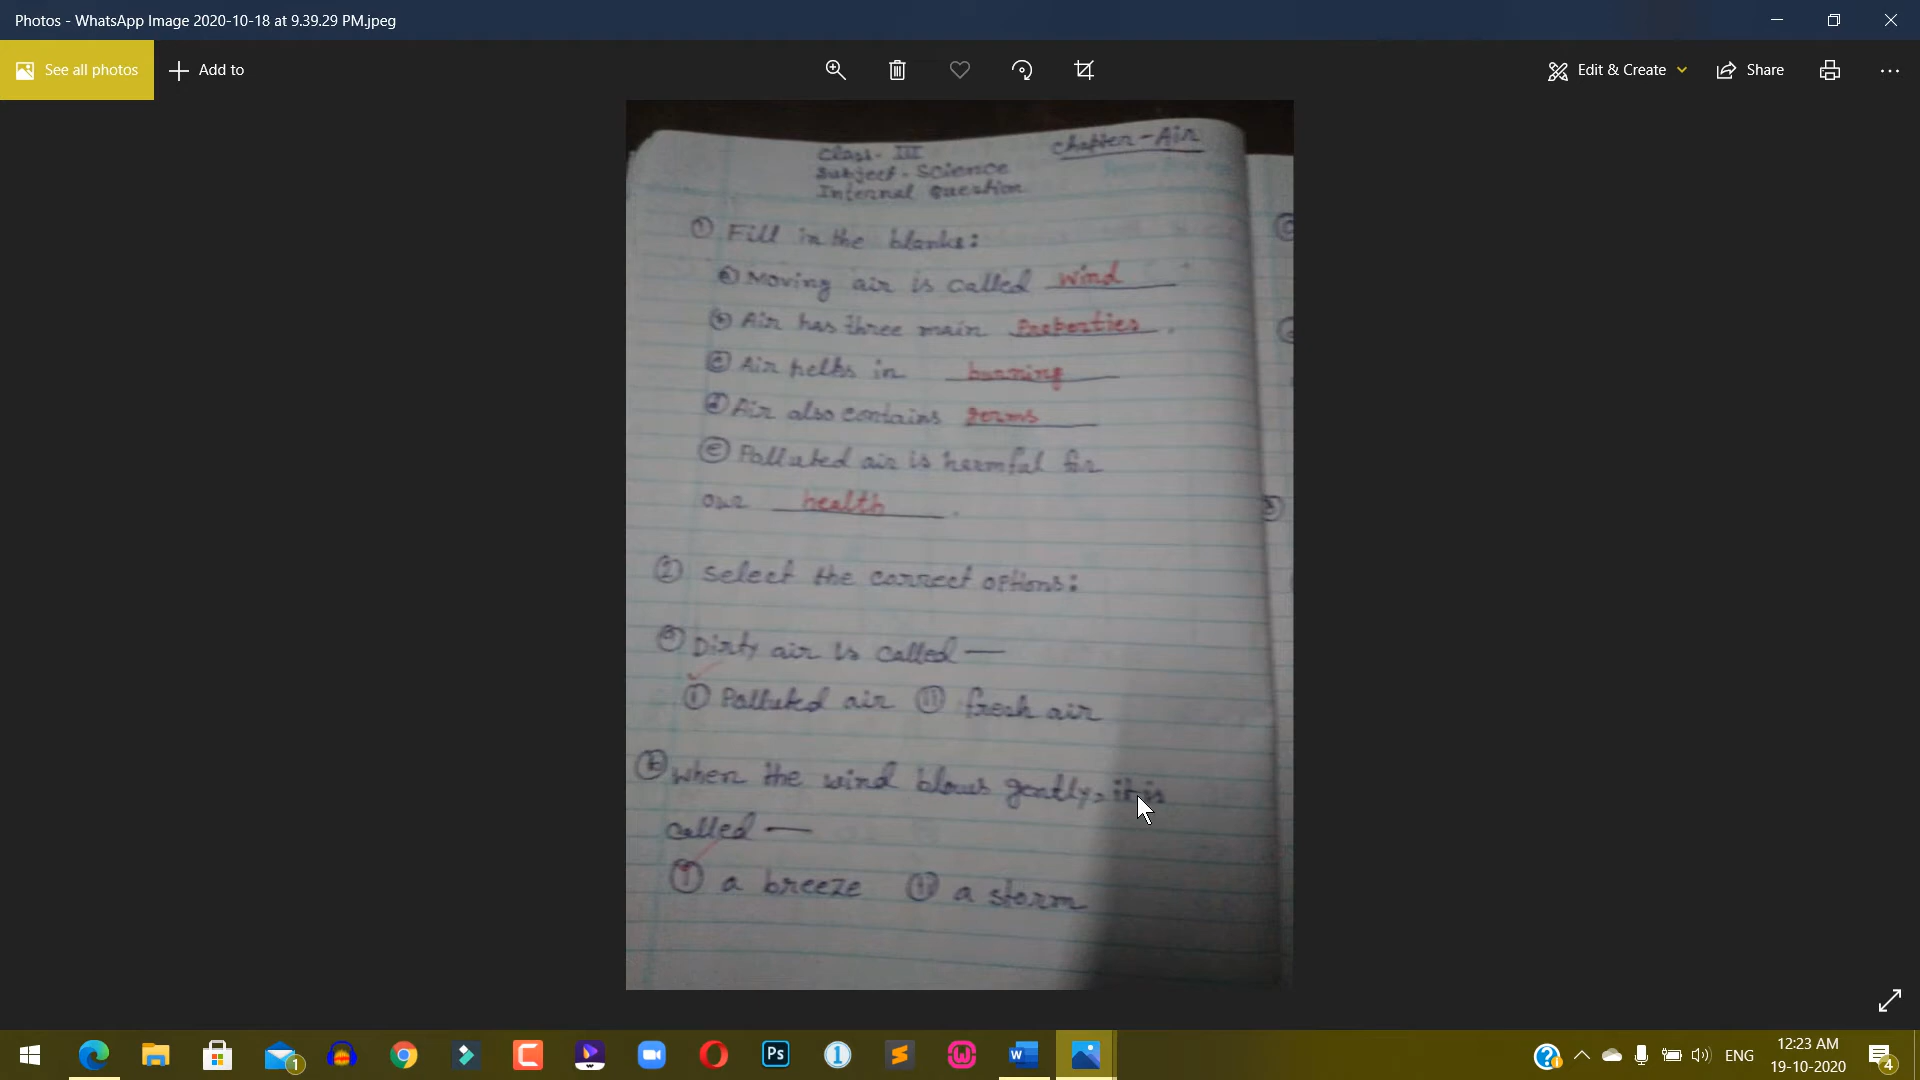 Photos - WhatsApp Image 2020-10-18 at 9.39.29 PM.jpeg
See all photos
Add to
Edit & Create
Share
Chapter - Air
Class - III
Subject - Science
Internal Question
① Fill in the blanks:
ⓐ Moving air is called wind
ⓑ Air has three main Properties.
ⓒ Air helps in burning
ⓓ Air also contains germs
ⓔ Polluted air is harmful for
our health.
② Select the correct options:
ⓐ Dirty air is called —
ⓘ Polluted air ⓘⓘ fresh air
ⓑ When the wind blows gently, it is
called —
ⓘ a breeze ⓘⓘ a storm
1
Ps
ENG
12:23 AM
19-10-2020
4